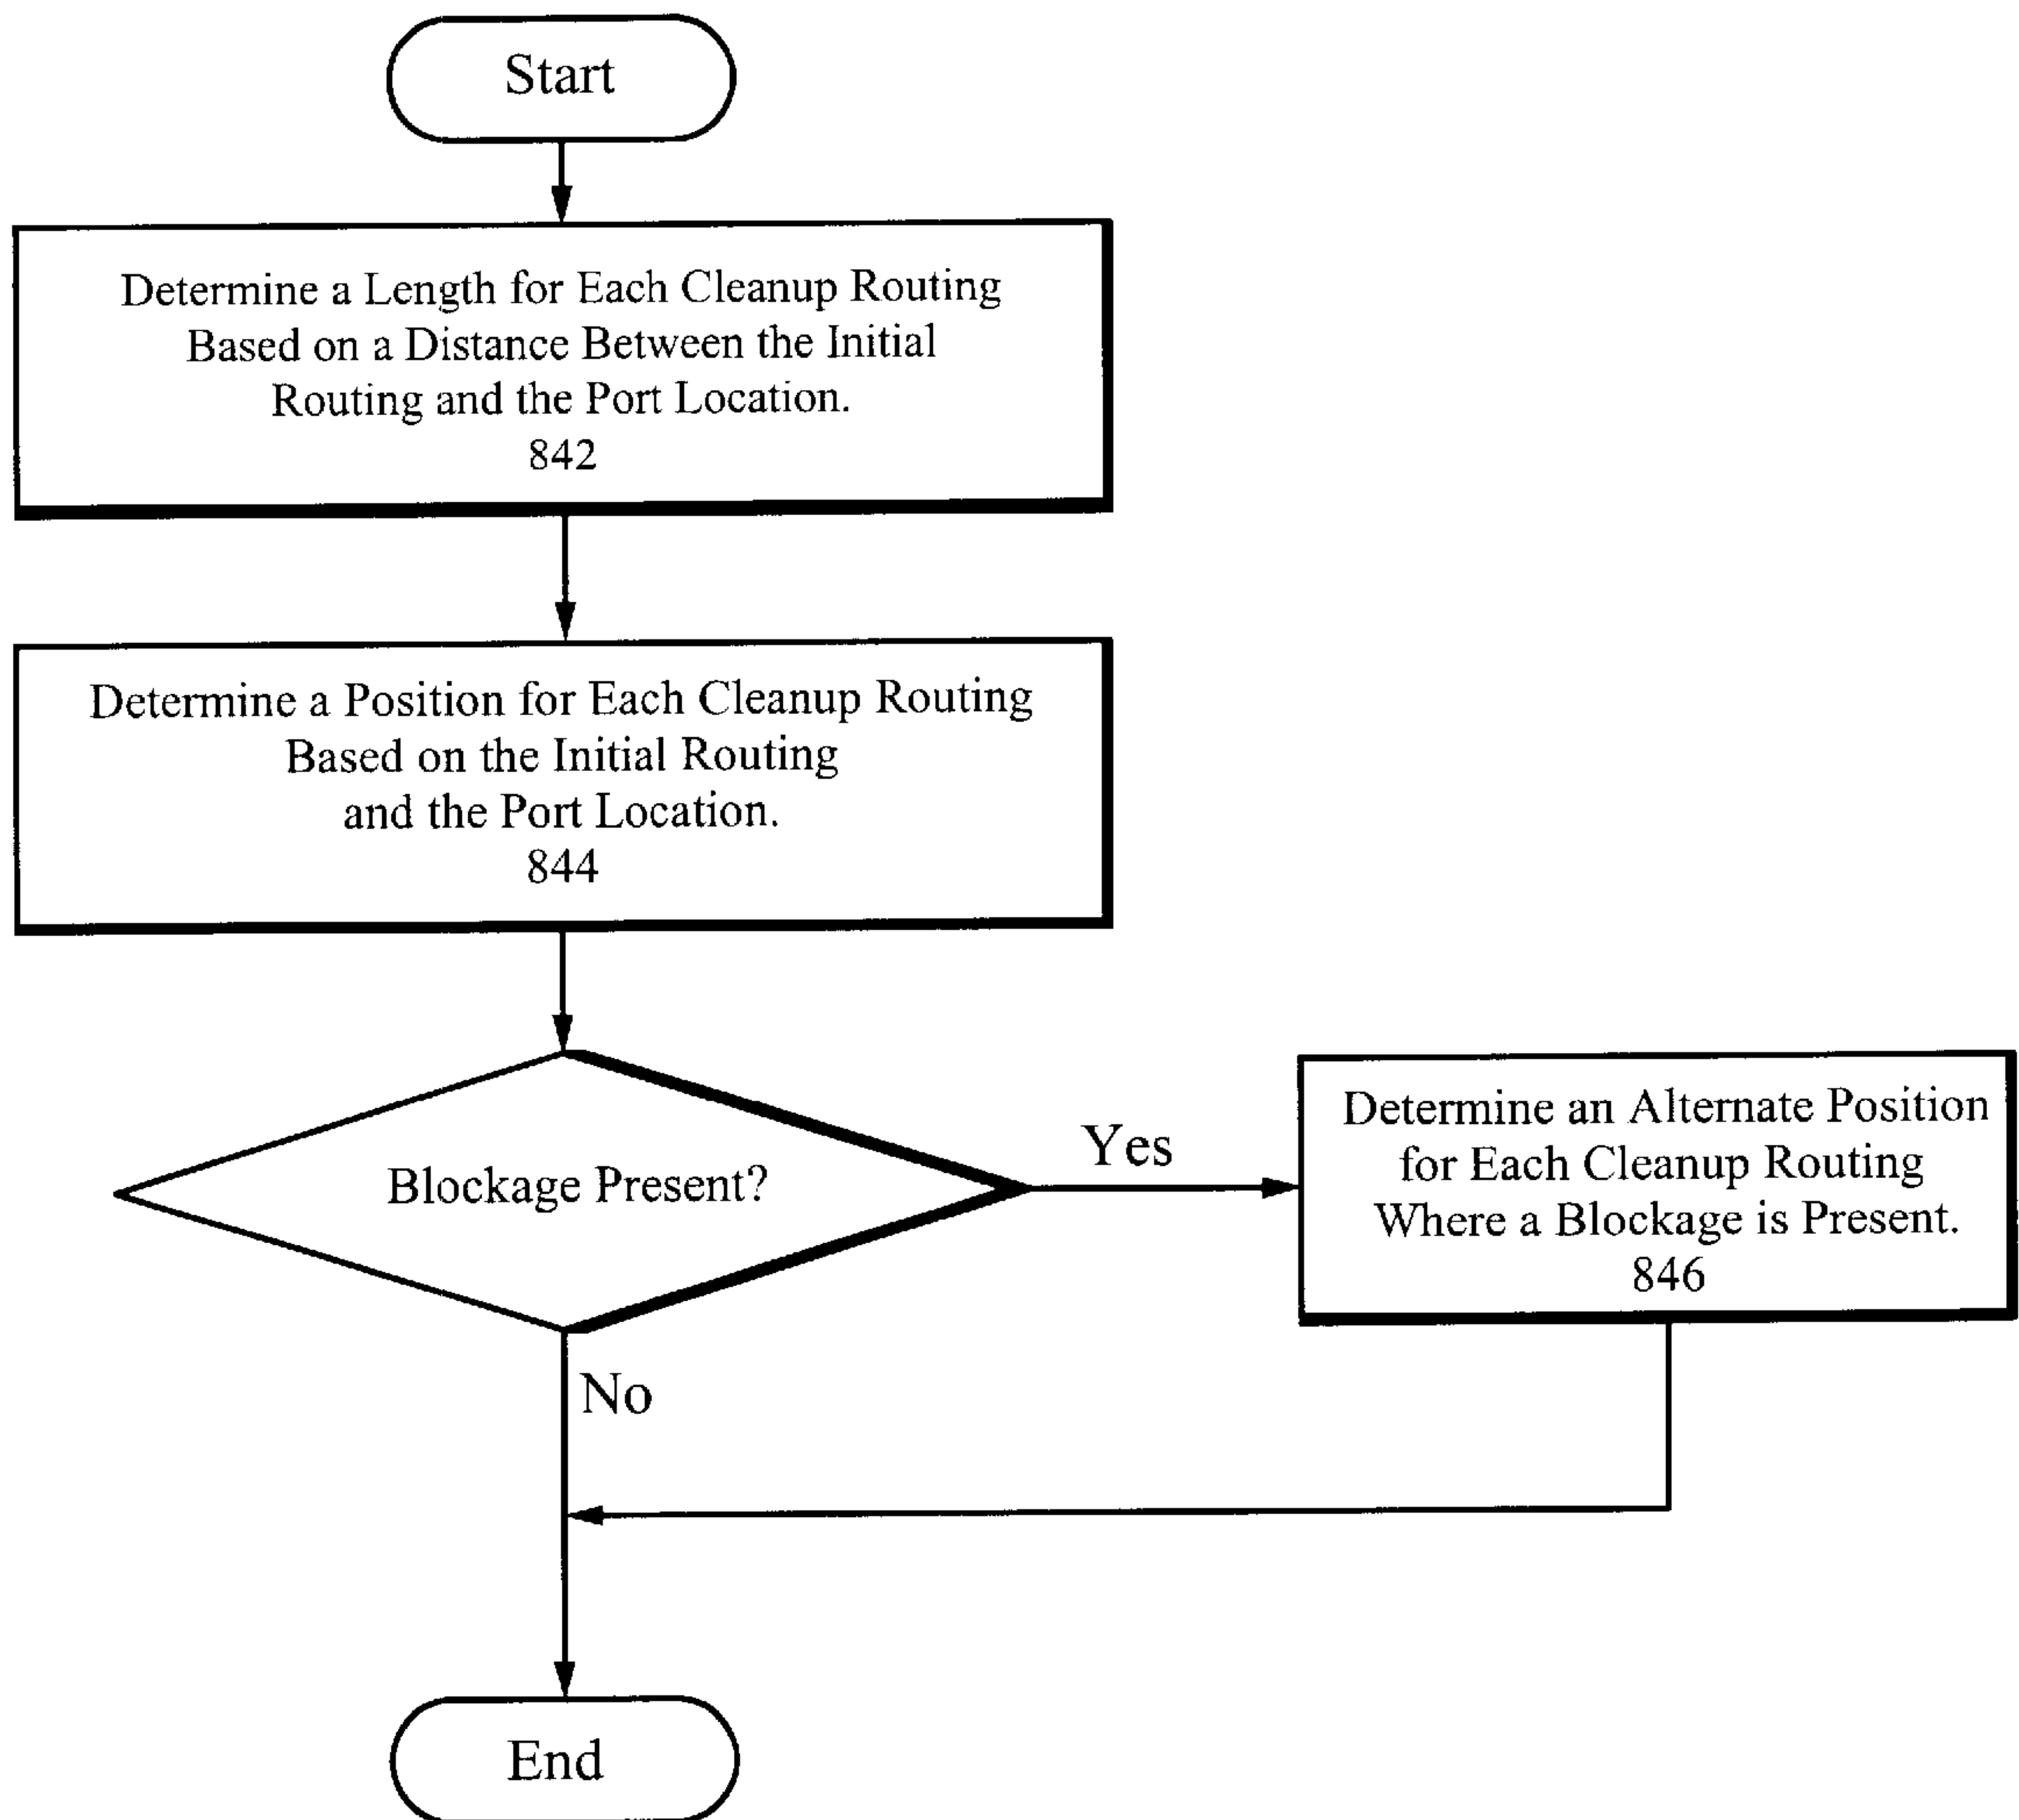 Start
Determine a Length for Each Cleanup Routing
Based on a Distance Between the Initial
Routing and the Port Location.
842
Determine a Position for Each Cleanup Routing
Based on the Initial Routing
and the Port Location.
844
Blockage Present?
Yes
Determine an Alternate Position
for Each Cleanup Routing
Where a Blockage is Present.
846
No
End